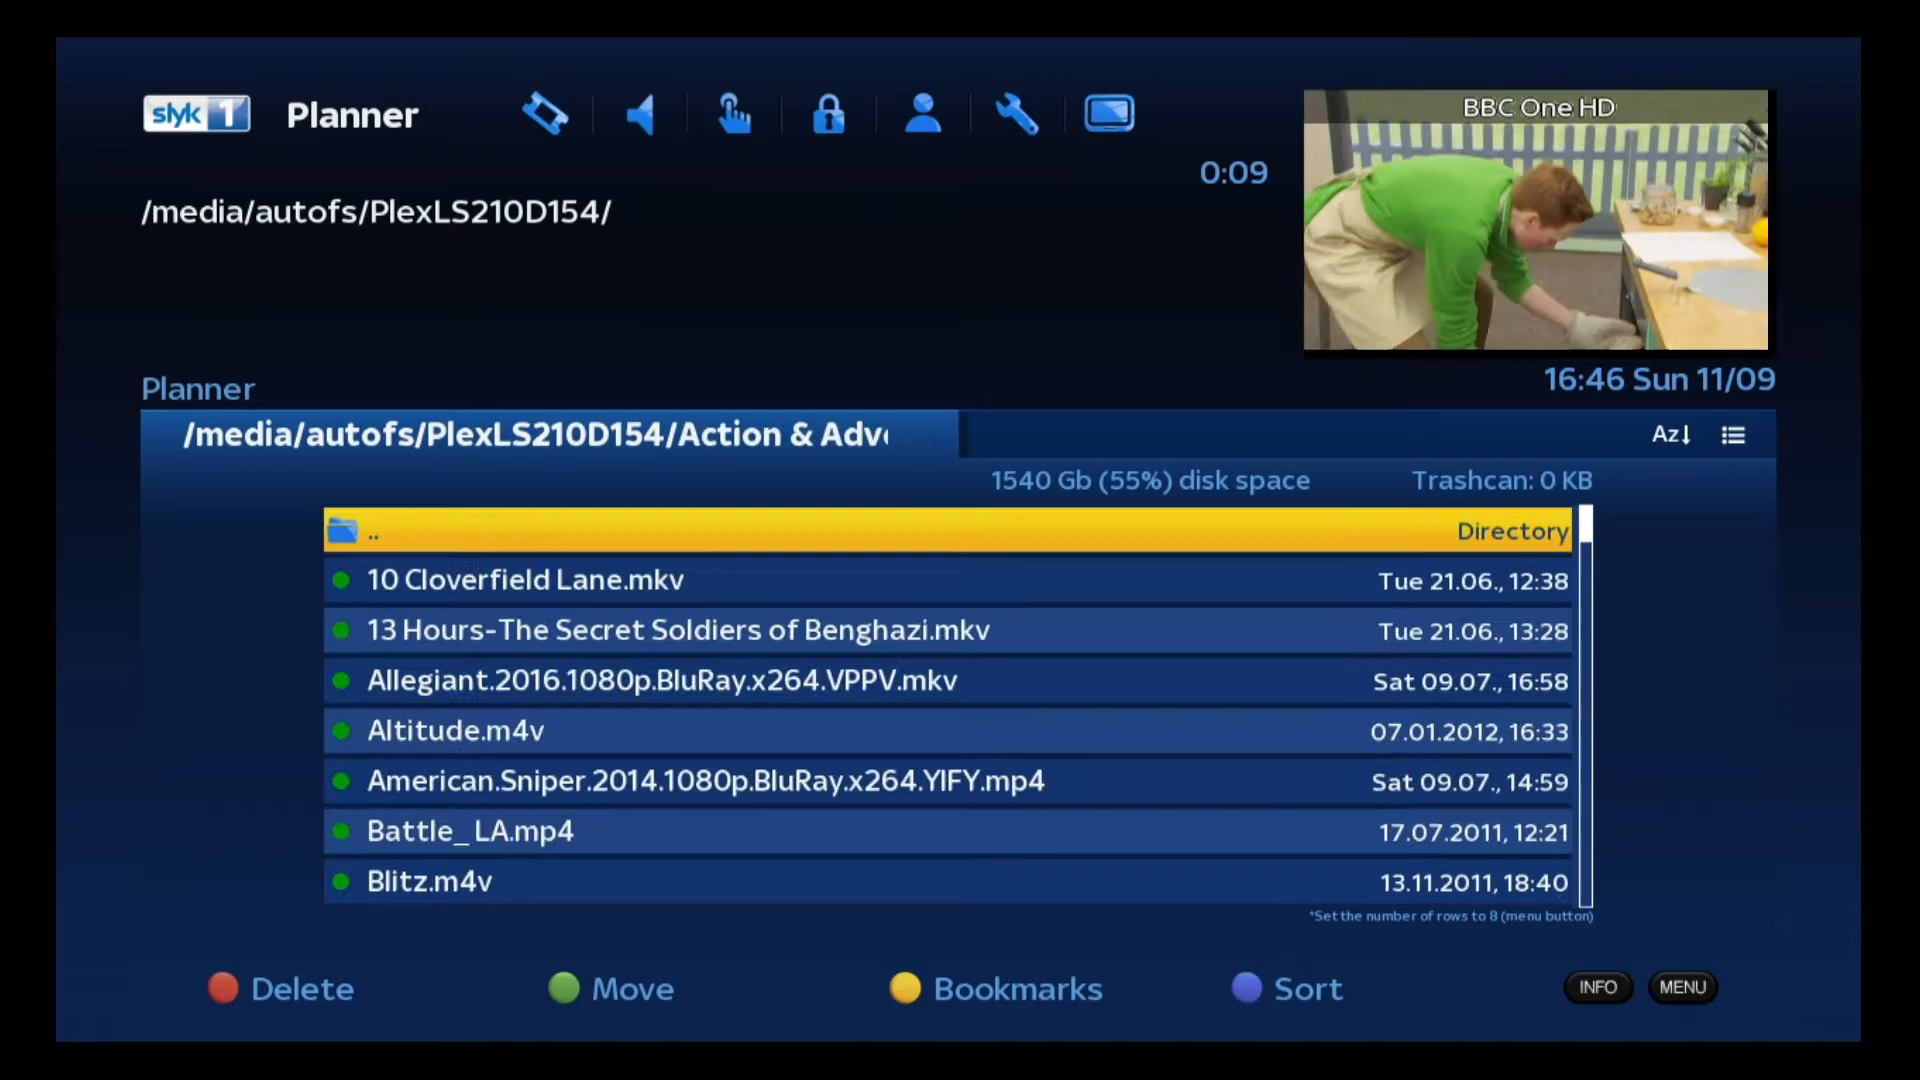 slyk 1 Planner
BBC One HD
0:09
/media/autofs/PlexLS210D154/
Planner
16:46 Sun 11/09
/media/autofs/PlexLS210D154/Action & Adv
Az↓
1540 Gb (55%) disk space Trashcan: 0 KB
.. Directory
10 Cloverfield Lane.mkv Tue 21.06., 12:38
13 Hours-The Secret Soldiers of Benghazi.mkv Tue 21.06., 13:28
Allegiant.2016.1080p.BluRay.x264.VPPV.mkv Sat 09.07., 16:58
Altitude.m4v 07.01.2012, 16:33
American.Sniper.2014.1080p.BluRay.x264.YIFY.mp4 Sat 09.07., 14:59
Battle_ LA.mp4 17.07.2011, 12:21
Blitz.m4v 13.11.2011, 18:40
*Set the number of rows to 8 (menu button)
Delete Move Bookmarks Sort INFO MENU